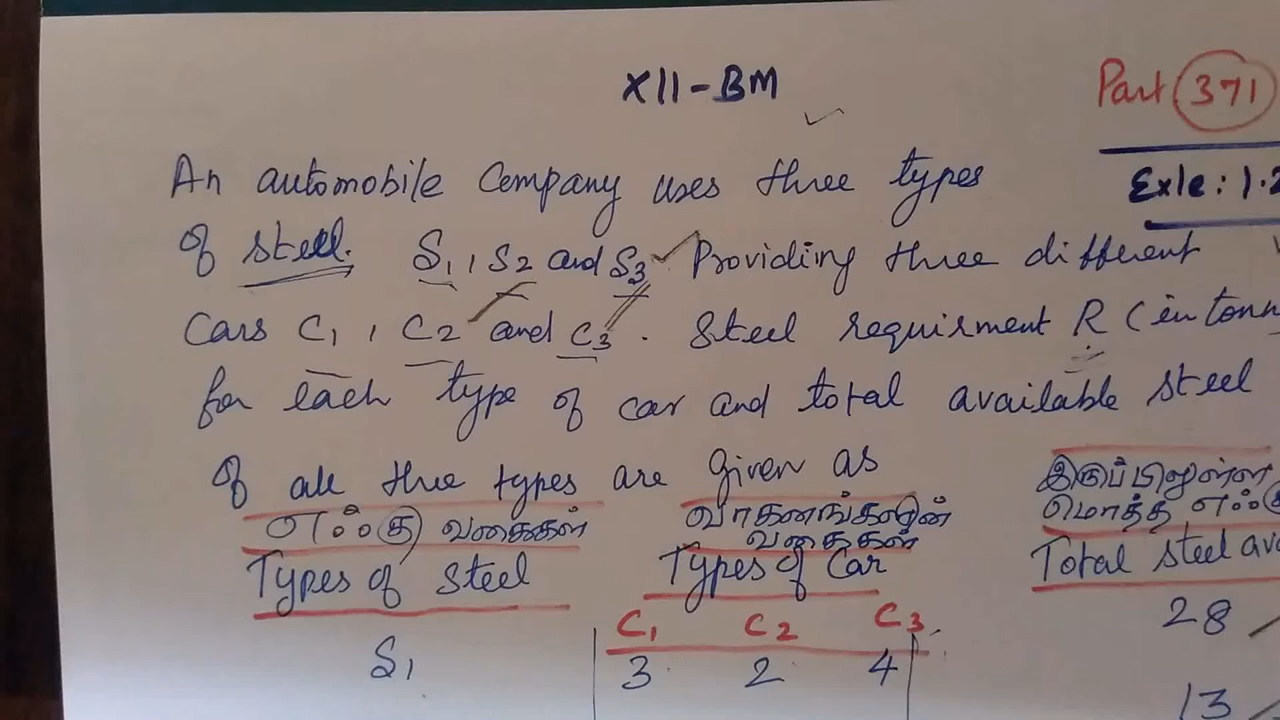 XII-BM
Part 371
Exle: 1.2
An automobile Company uses three types
of steel. S1, S2 and S3 Providing three different
Cars C1, C2 and C3. Steel requirment R (in tonn
for each type of car and total available steel
of all three types are given as
எஃகு வகைகள் வாகனங்களின் வகைகள் இருப்பிலுள்ள மொத்த எஃகு
Types of Steel Types of Car Total steel ava
C1 C2 C3
28
S1 3 2 4
13